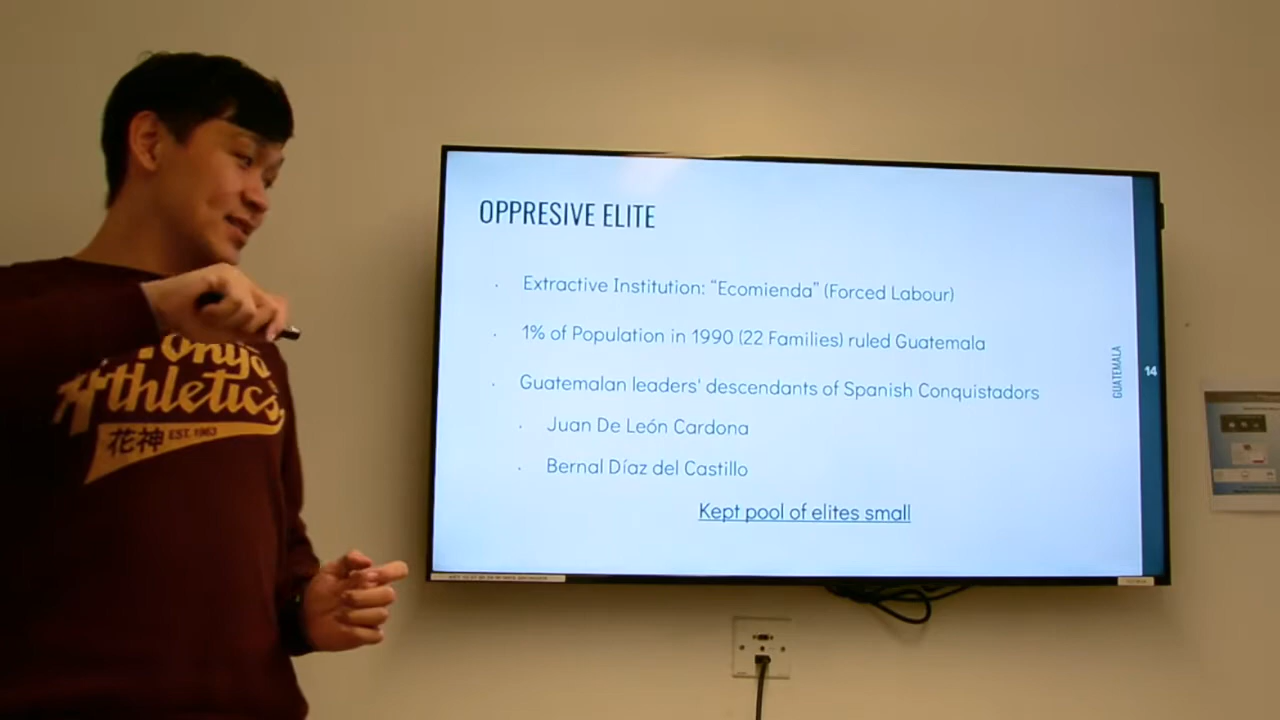 OPPRESIVE ELITE
Extractive Institution: "Ecomienda" (Forced Labour)
1% of Population in 1990 (22 Families) ruled Guatemala
Guatemalan leaders' descendants of Spanish Conquistadors
Juan De León Cardona
Bernal Díaz del Castillo
Kept pool of elites small
GUATEMALA
14
Athletics
花神 EST. 1963